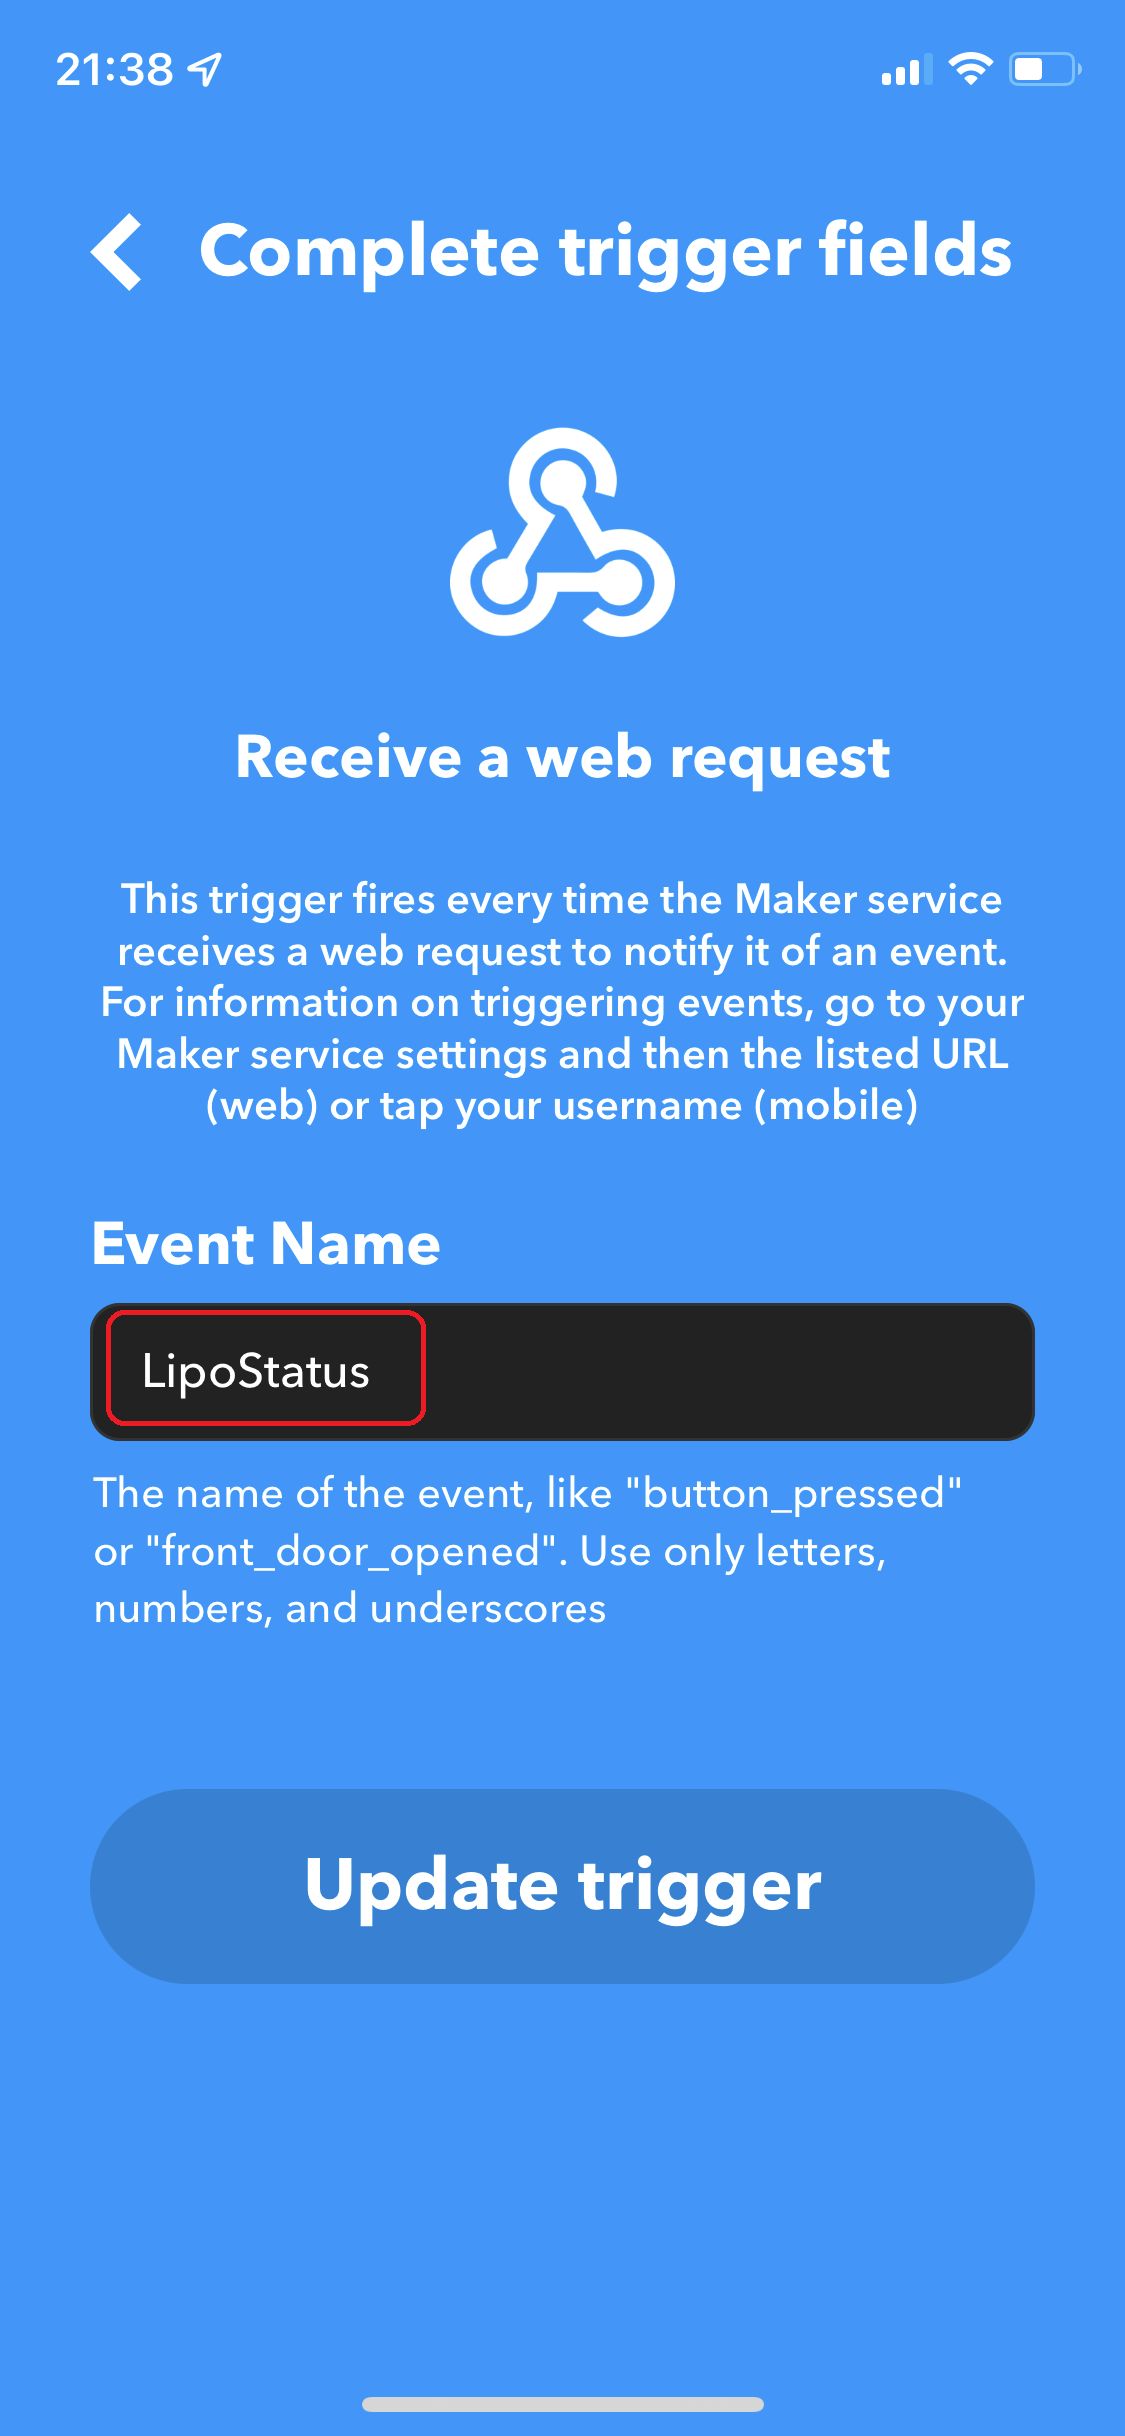 21:38
Complete trigger fields
Receive a web request
This trigger fires every time the Maker service
receives a web request to notify it of an event.
For information on triggering events, go to your
Maker service settings and then the listed URL
(web) or tap your username (mobile)
Event Name
LipoStatus
The name of the event, like "button_pressed"
or "front_door_opened". Use only letters,
numbers, and underscores
Update trigger